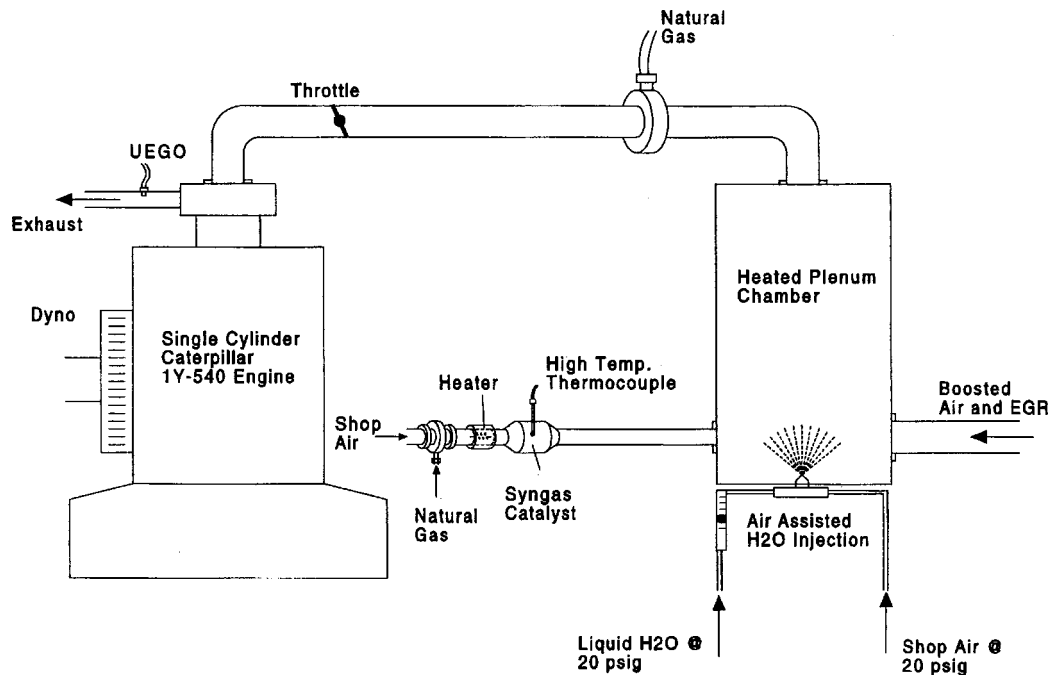 Natural
Gas
Throttle
UEGO
Exhaust
Heated Plenum
Chamber
Dyno
Single Cylinder
Caterpillar
1Y-540 Engine
High Temp.
Thermocouple
Heater
Boosted
Air and EGR
Shop
Air
Natural
Gas
Syngas
Catalyst
Air Assisted
H2O Injection
Liquid H2O @
20 psig
Shop Air @
20 psig